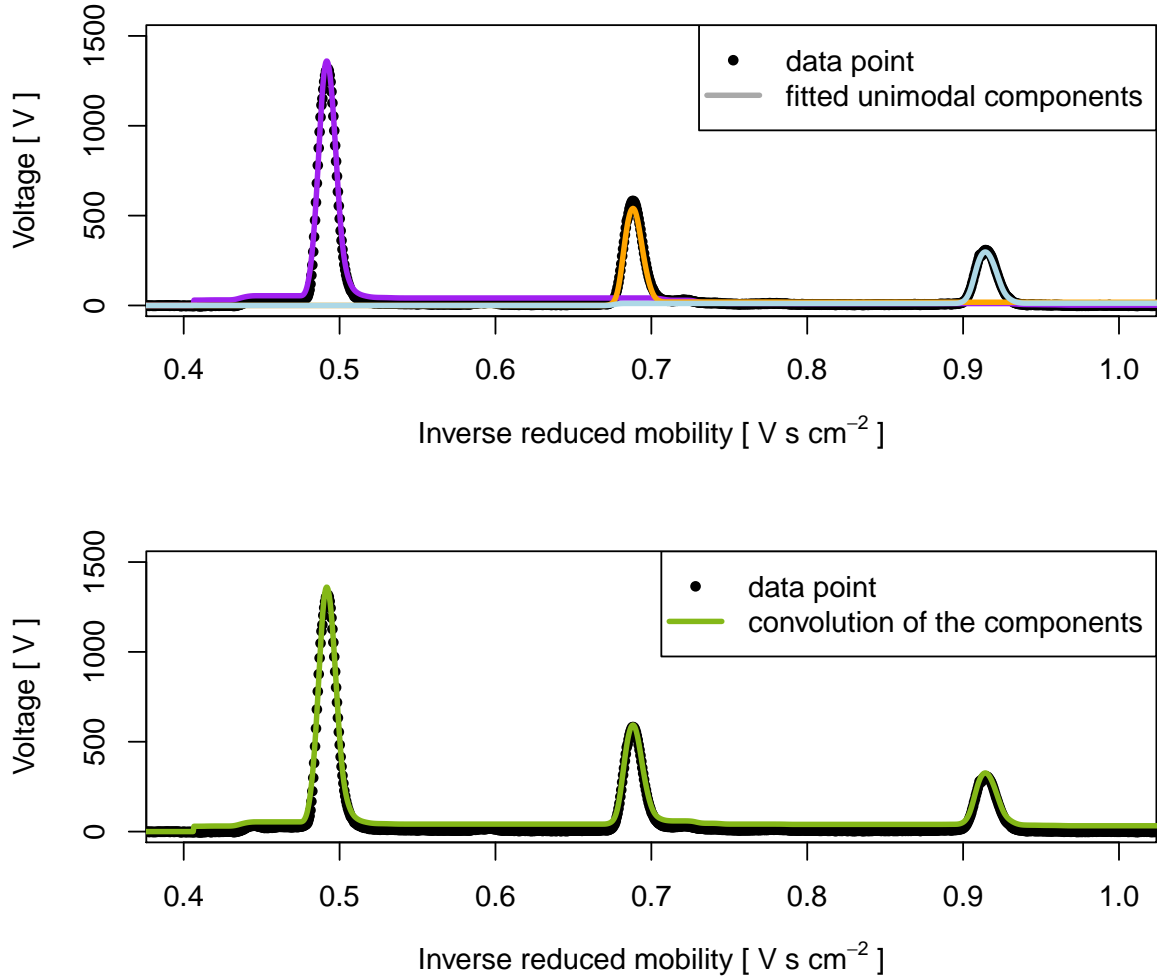 1500
1000
500
0
Voltage [ V ]
data point
fitted unimodal components
0.4 0.5 0.6 0.7 0.8 0.9 1.0
Inverse reduced mobility [ V s cm⁻² ]
1500
1000
500
0
Voltage [ V ]
data point
convolution of the components
0.4 0.5 0.6 0.7 0.8 0.9 1.0
Inverse reduced mobility [ V s cm⁻² ]